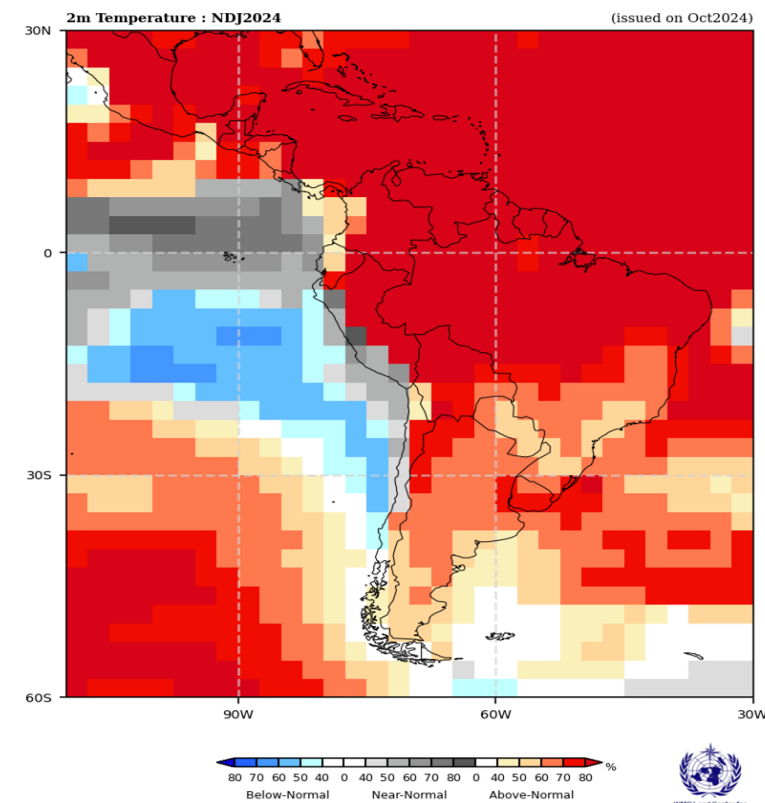 2m Temperature : NDJ2024 (issued on Oct2024)
30N
0
30S
60S
90W 60W 30W
80 70 60 50 40 0 40 50 60 70 80 0 40 50 60 70 80 %
Below-Normal Near-Normal Above-Normal